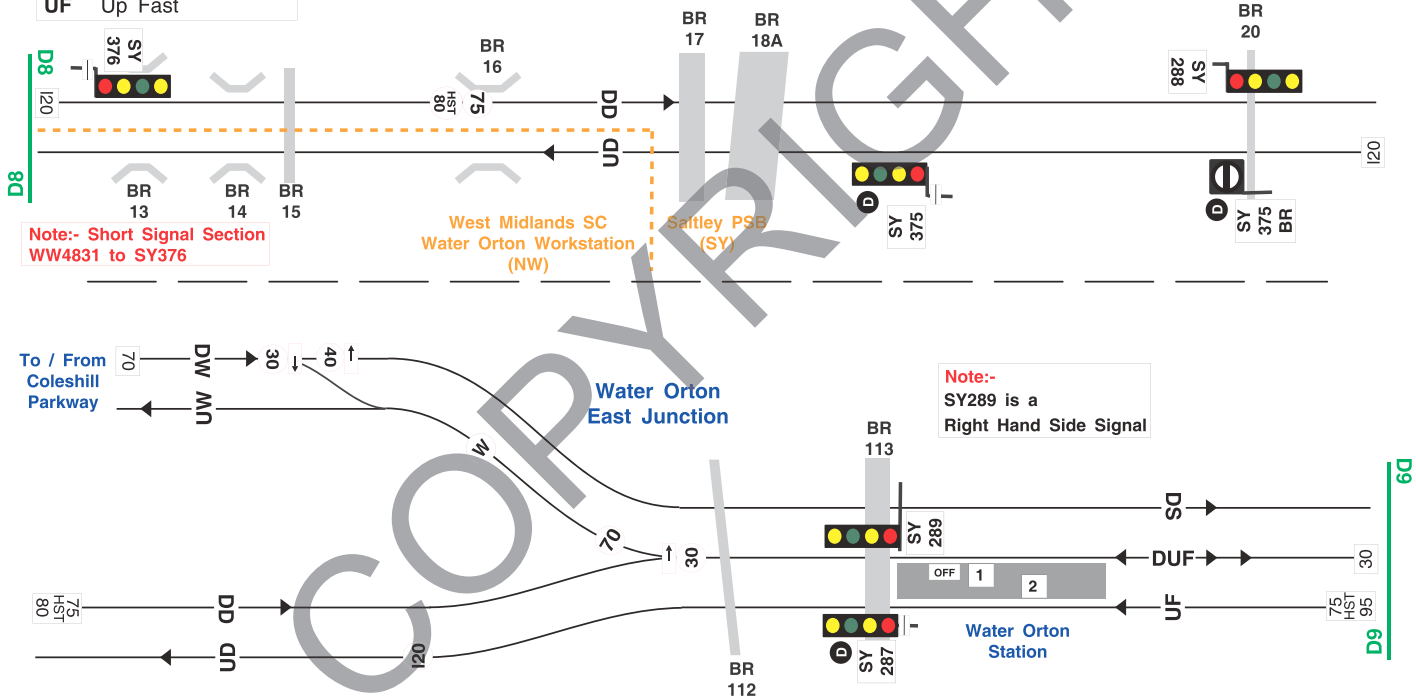 UF Up Fast
D8
SY
376
BR
16
BR
17
BR
18A
BR
20
SY
288
I20
80
HST
75
DD
UD
I20
D8
BR
13
BR
14
BR
15
D
SY
375
D
SY
375
BR
Note:- Short Signal Section
WW4831 to SY376
West Midlands SC
Water Orton Workstation
(NW)
Saltley PSB
(SY)
To / From
Coleshill
Parkway
70
DW
30
40
UW
W
70
Water Orton
East Junction
Note:-
SY289 is a
Right Hand Side Signal
BR
113
D9
SY
289
DS
30
DUF
30
OFF
1
2
80
HST
75
DD
UF
75
HST
95
UD
I20
D
SY
287
Water Orton
Station
D9
BR
112
COPYRIGH